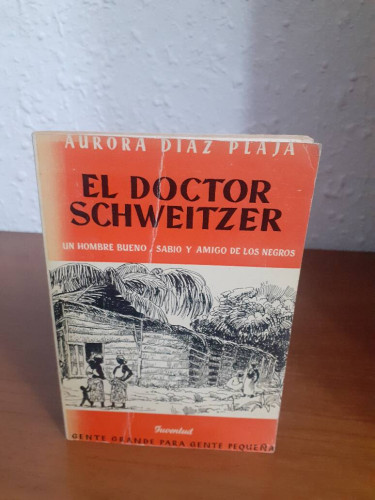 AURORA DIAZ PLAJA
EL DOCTOR
SCHWEITZER
UN HOMBRE BUENO, SABIO Y AMIGO DE LOS NEGROS
Juventud
GENTE GRANDE PARA GENTE PEQUEÑA